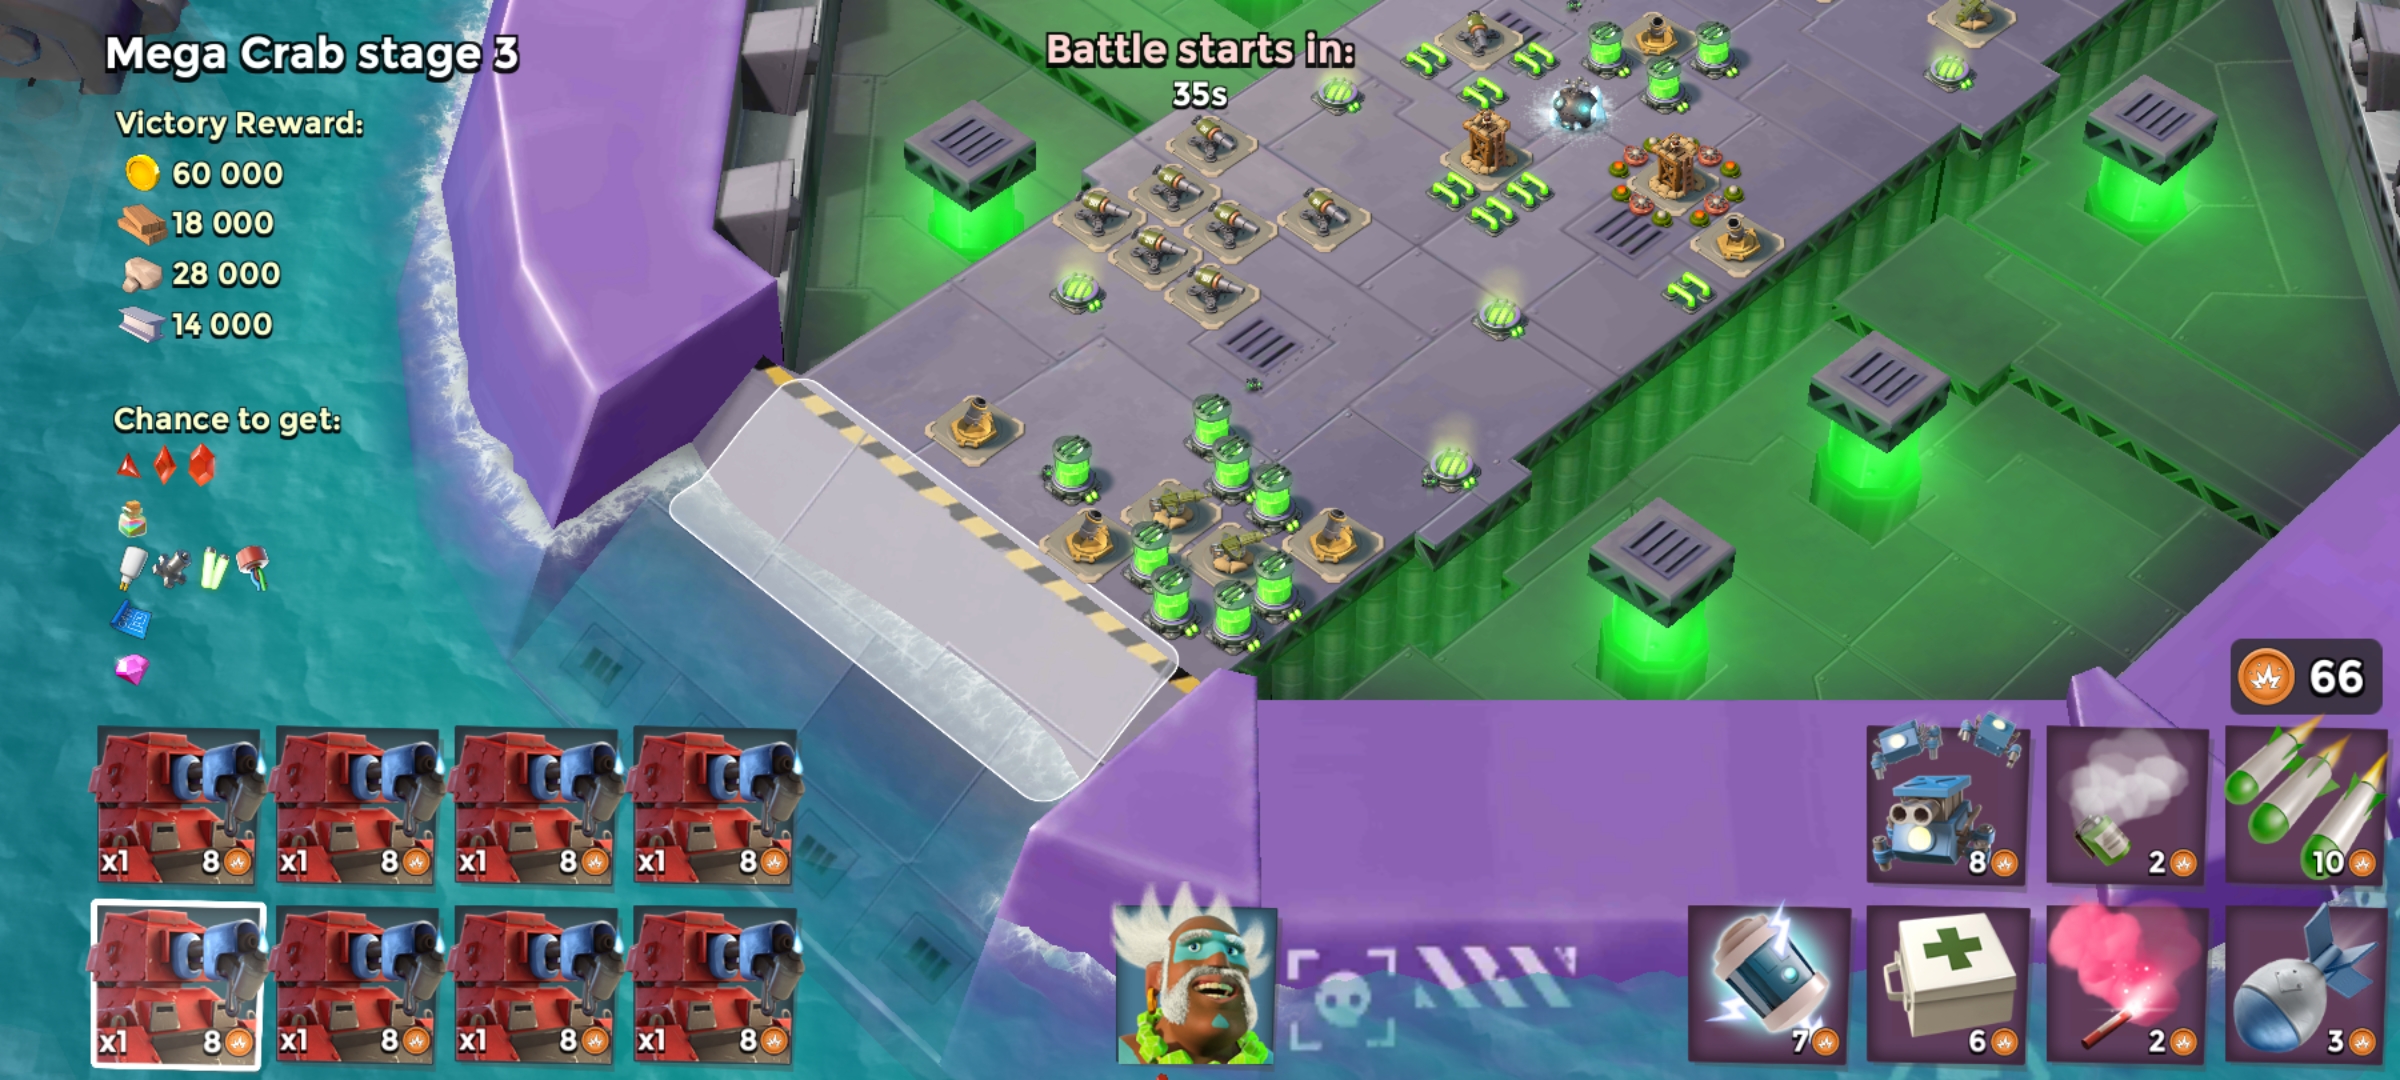 Mega Crab stage 3
Battle starts in:
35s
Victory Reward:
60 000
18 000
28 000
14 000
Chance to get:
66
x1 8
x1 8
x1 8
x1 8
8
2
10
x1 8
x1 8
x1 8
x1 8
7
6
2
3